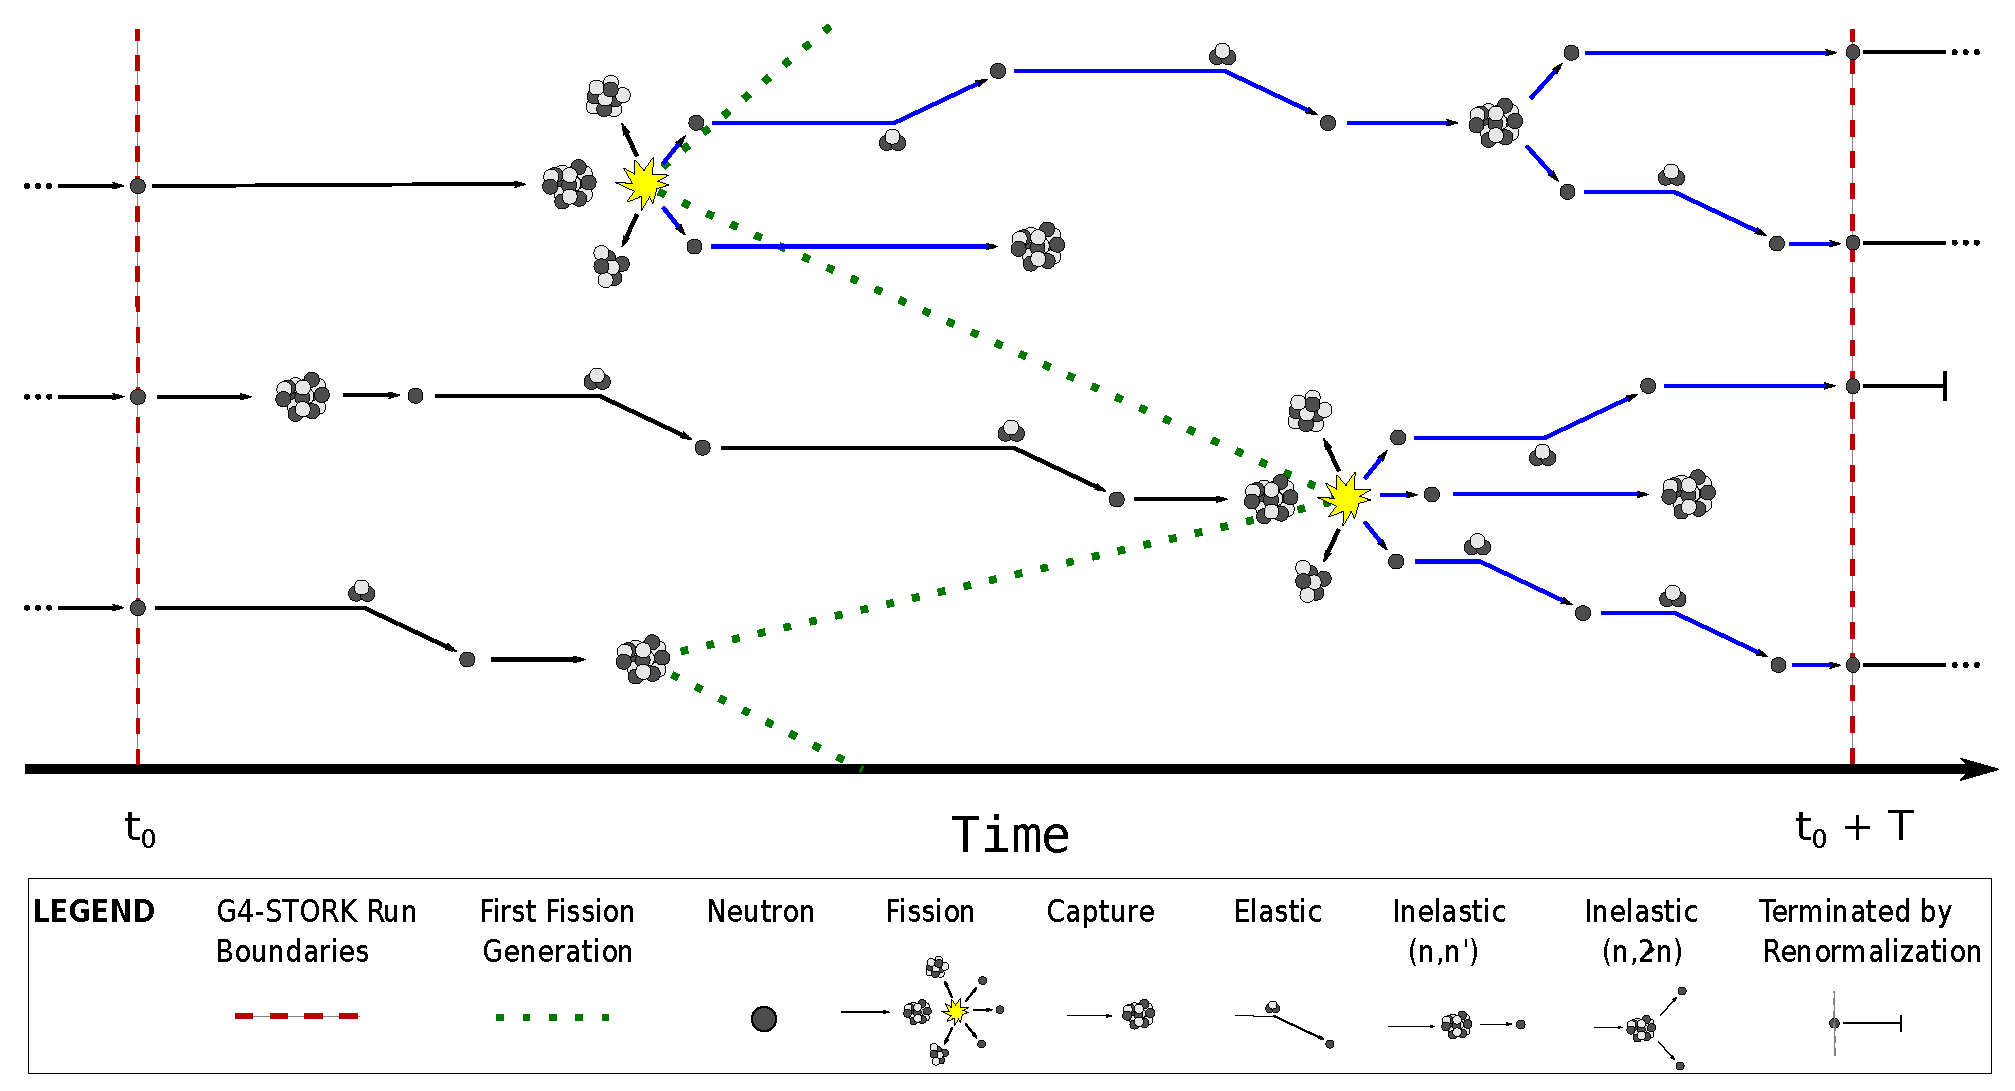 t0
Time
t0 + T
LEGEND
G4-STORK Run
Boundaries
First Fission
Generation
Neutron
Fission
Capture
Elastic
Inelastic
(n,n')
Inelastic
(n,2n)
Terminated by
Renormalization